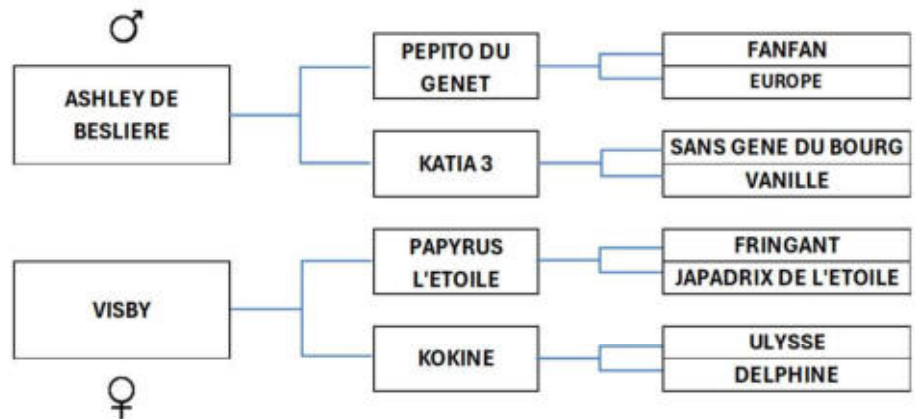 ASHLEY DE
BESLIERE
PEPITO DU
GENET
FANFAN
EUROPE
KATIA 3
SANS GENE DU BOURG
VANILLE
VISBY
PAPYRUS
L'ETOILE
FRINGANT
JAPADRIX DE L'ETOILE
KOKINE
ULYSSE
DELPHINE